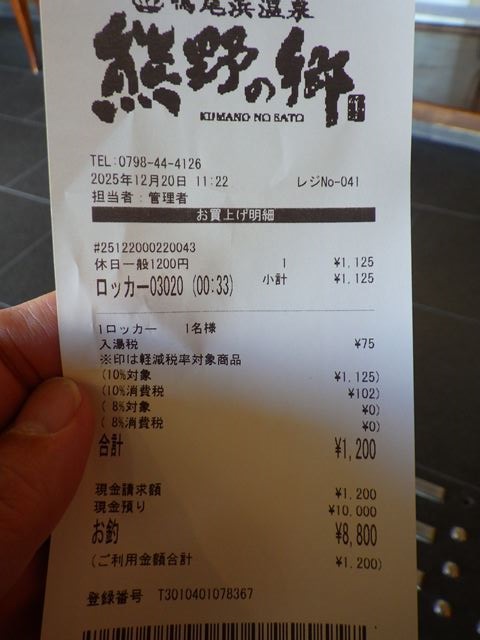 鳴尾浜温泉
熊野の郷
KUMANO NO SATO
TEL:0798-44-4126
2025年12月20日 11:22 レジNo-041
担当者:管理者
お買上げ明細
#25122000220043
休日一般1200円 1 ¥1,125
ロッカー03020 (00:33) 小計 ¥1,125
1ロッカー 1名様
入湯税 ¥75
※印は軽減税率対象商品
(10%対象 ¥1,125)
(10%消費税 ¥102)
( 8%対象 ¥0)
( 8%消費税 ¥0)
合計 ¥1,200
現金請求額 ¥1,200
現金預り ¥10,000
お釣 ¥8,800
(ご利用金額合計 ¥1,200)
登録番号 T3010401078367